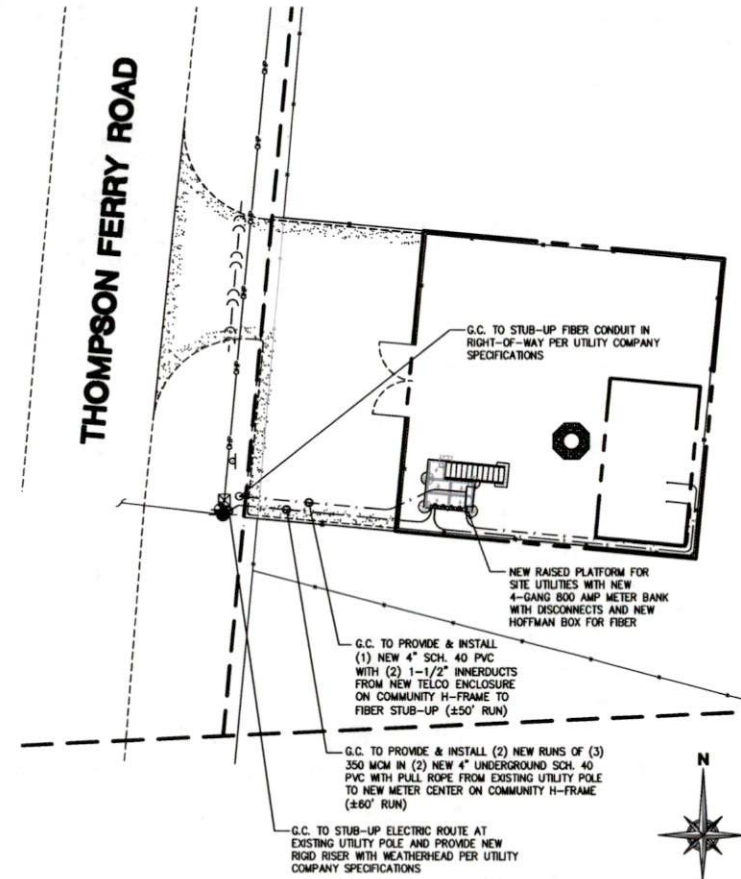 THOMPSON FERRY ROAD
G.C. TO STUB-UP FIBER CONDUIT IN
RIGHT-OF-WAY PER UTILITY COMPANY
SPECIFICATIONS
NEW RAISED PLATFORM FOR
SITE UTILITIES WITH NEW
4-GANG 800 AMP METER BANK
WITH DISCONNECTS AND NEW
HOFFMAN BOX FOR FIBER
G.C. TO PROVIDE & INSTALL
(1) NEW 4" SCH. 40 PVC
WITH (2) 1-1/2" INNERDUCTS
FROM NEW TELCO ENCLOSURE
ON COMMUNITY H-FRAME TO
FIBER STUB-UP (±50' RUN)
G.C. TO PROVIDE & INSTALL (2) NEW RUNS OF (3)
350 MCM IN (2) NEW 4" UNDERGROUND SCH. 40
PVC WITH PULL ROPE FROM EXISTING UTILITY POLE
TO NEW METER CENTER ON COMMUNITY H-FRAME
(±60' RUN)
N
G.C. TO STUB-UP ELECTRIC ROUTE AT
EXISTING UTILITY POLE AND PROVIDE NEW
RIGID RISER WITH WEATHERHEAD PER UTILITY
COMPANY SPECIFICATIONS